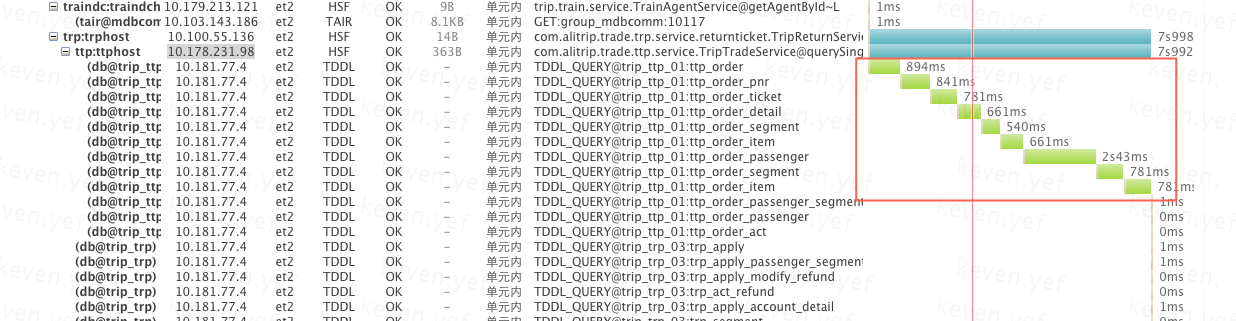 traindc:traindch 10.179.213.121 et2 HSF OK 9B 单元内 trip.train.service.TrainAgentService@getAgentById~L 1ms
(tair@mdbcomm: 10.103.143.186 et2 TAIR OK 8.1KB 单元内 GET:group_mdbcomm:10117 1ms
trp:trphost 10.100.55.136 et2 HSF OK 14B 单元内 com.alitrip.trade.trp.service.returnticket.TripReturnServi 7s998
ttp:ttphost 10.178.231.98 et2 HSF OK 363B 单元内 com.alitrip.trade.ttp.service.TripTradeService@querySing 7s992
(db@trip_ttp 10.181.77.4 et2 TDDL OK – 单元内 TDDL_QUERY@trip_ttp_01:ttp_order 894ms
(db@trip_ttp 10.181.77.4 et2 TDDL OK – 单元内 TDDL_QUERY@trip_ttp_01:ttp_order_pnr 841ms
(db@trip_ttp 10.181.77.4 et2 TDDL OK – 单元内 TDDL_QUERY@trip_ttp_01:ttp_order_ticket 781ms
(db@trip_ttp 10.181.77.4 et2 TDDL OK – 单元内 TDDL_QUERY@trip_ttp_01:ttp_order_detail 661ms
(db@trip_ttp 10.181.77.4 et2 TDDL OK – 单元内 TDDL_QUERY@trip_ttp_01:ttp_order_segment 540ms
(db@trip_ttp 10.181.77.4 et2 TDDL OK – 单元内 TDDL_QUERY@trip_ttp_01:ttp_order_item 661ms
(db@trip_ttp 10.181.77.4 et2 TDDL OK – 单元内 TDDL_QUERY@trip_ttp_01:ttp_order_passenger 2s43ms
(db@trip_ttp 10.181.77.4 et2 TDDL OK – 单元内 TDDL_QUERY@trip_ttp_01:ttp_order_segment 781ms
(db@trip_ttp 10.181.77.4 et2 TDDL OK – 单元内 TDDL_QUERY@trip_ttp_01:ttp_order_item 781ms
(db@trip_ttp 10.181.77.4 et2 TDDL OK – 单元内 TDDL_QUERY@trip_ttp_01:ttp_order_passenger_segment 1ms
(db@trip_ttp 10.181.77.4 et2 TDDL OK – 单元内 TDDL_QUERY@trip_ttp_01:ttp_order_passenger 0ms
(db@trip_ttp 10.181.77.4 et2 TDDL OK – 单元内 TDDL_QUERY@trip_ttp_01:ttp_order_act 0ms
(db@trip_trp) 10.181.77.4 et2 TDDL OK – 单元内 TDDL_QUERY@trip_trp_03:trp_apply 1ms
(db@trip_trp) 10.181.77.4 et2 TDDL OK – 单元内 TDDL_QUERY@trip_trp_03:trp_apply_passenger_segment 1ms
(db@trip_trp) 10.181.77.4 et2 TDDL OK – 单元内 TDDL_QUERY@trip_trp_03:trp_apply_modify_refund 0ms
(db@trip_trp) 10.181.77.4 et2 TDDL OK – 单元内 TDDL_QUERY@trip_trp_03:trp_act_refund 0ms
(db@trip_trp) 10.181.77.4 et2 TDDL OK – 单元内 TDDL_QUERY@trip_trp_03:trp_apply_account_detail 1ms
(db@trip_trp) 10.181.77.4 et2 TDDL OK – 单元内 TDDL_QUERY@trip_trp_03:trp_segment 0ms
keven.yef